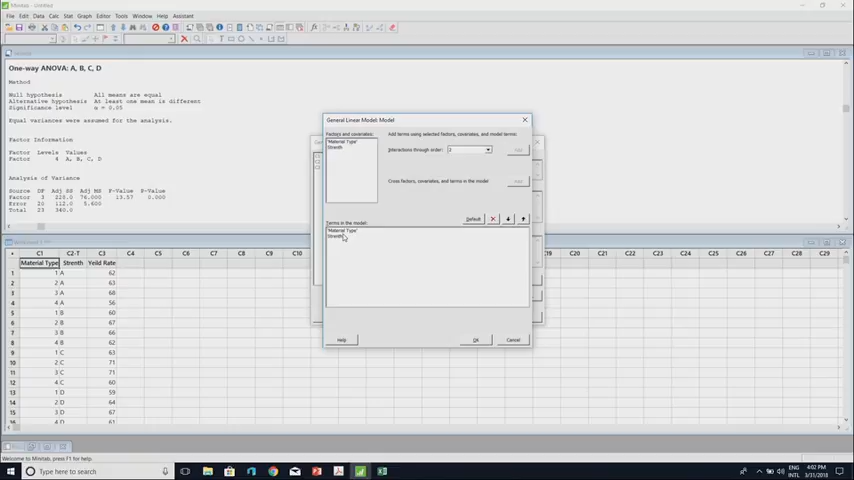 Minitab - Untitled
File Edit Data Calc Stat Graph Editor Tools Window Help Assistant
One-way ANOVA: A, B, C, D
Method
Null hypothesis All means are equal
Alternative hypothesis At least one mean is different
Significance level α = 0.05
Equal variances were assumed for the analysis.
Factor Information
Factor Levels Values
Factor 4 A, B, C, D
Analysis of Variance
Source DF Adj SS Adj MS F-Value P-Value
Factor 3 228.0 76.000 13.57 0.000
Error 20 112.0 5.600
Total 23 340.0
General Linear Model: Model
Factors and covariates:
'Material Type'
Strenth
Add terms using selected factors, covariates, and model terms:
Interactions through order: 2 Add
Cross factors, covariates, and terms in the model Add
Default
Terms in the model:
'Material Type'
Strenth
Help OK Cancel
C1 C2-T C3 C4 C5 C6 C7 C8 C9 C10 C19 C20 C21 C22 C23 C24 C25 C26 C27 C28 C29
Material Type Strenth Yeild Rate
1 1 A 62
2 2 A 63
3 3 A 68
4 4 A 56
5 1 B 60
6 2 B 67
7 3 B 66
8 4 B 62
9 1 C 63
10 2 C 71
11 3 C 71
12 4 C 60
13 1 D 59
14 2 D 64
15 3 D 67
16 4 D 61
Welcome to Minitab, press F1 for help.
Type here to search
ENG
INTL
4:02 PM
3/31/2018